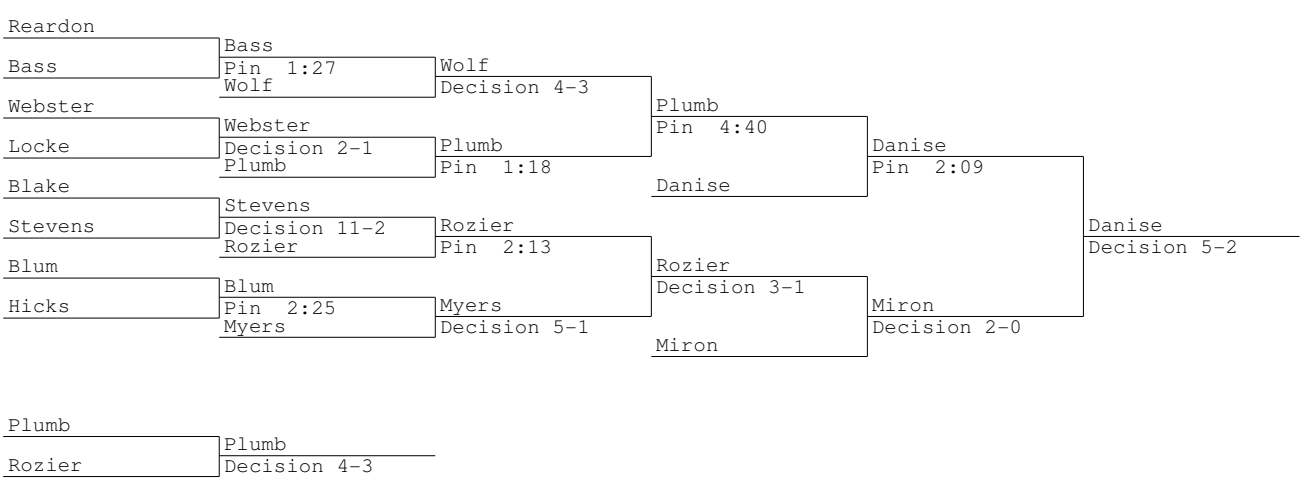 Reardon
Bass
Bass
Pin 1:27
Wolf
Wolf
Decision 4-3
Webster
Locke
Webster
Decision 2-1
Plumb
Plumb
Pin 1:18
Plumb
Pin 4:40
Danise
Danise
Pin 2:09
Blake
Stevens
Stevens
Decision 11-2
Rozier
Rozier
Pin 2:13
Blum
Hicks
Blum
Pin 2:25
Myers
Myers
Decision 5-1
Rozier
Decision 3-1
Miron
Miron
Decision 2-0
Danise
Decision 5-2
Plumb
Rozier
Plumb
Decision 4-3